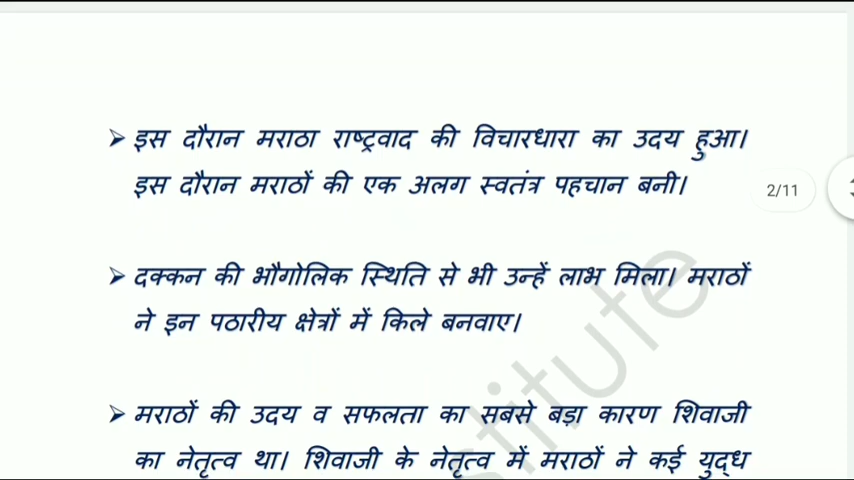 ➢ इस दौरान मराठा राष्ट्रवाद की विचारधारा का उदय हुआ।
इस दौरान मराठों की एक अलग स्वतंत्र पहचान बनी।
2/11
➢ दक्कन की भौगोलिक स्थिति से भी उन्हें लाभ मिला। मराठों
ने इन पठारीय क्षेत्रों में किले बनवाए।
➢ मराठों की उदय व सफलता का सबसे बड़ा कारण शिवाजी
का नेतृत्व था। शिवाजी के नेतृत्व में मराठों ने कई युद्ध
stitute